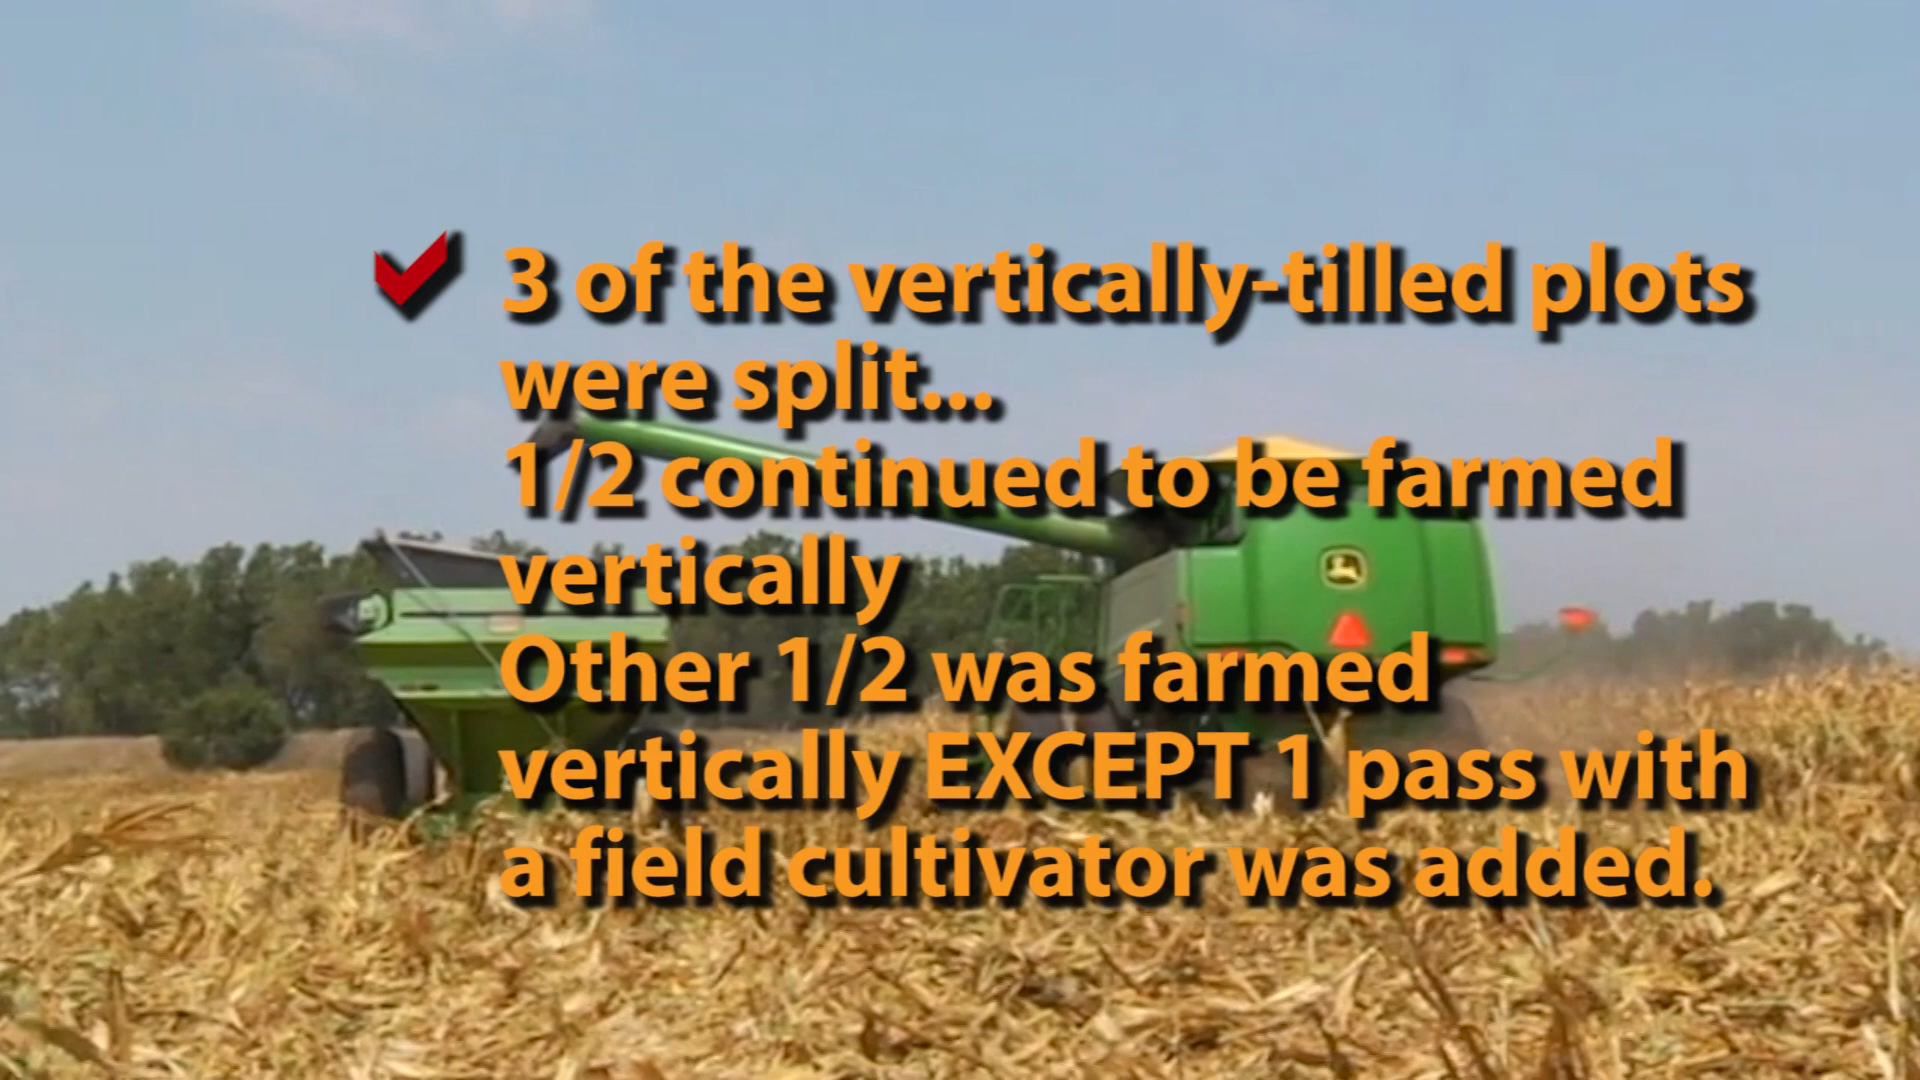 3 of the vertically-tilled plots
were split...
1/2 continued to be farmed
vertically
Other 1/2 was farmed
vertically EXCEPT 1 pass with
a field cultivator was added.